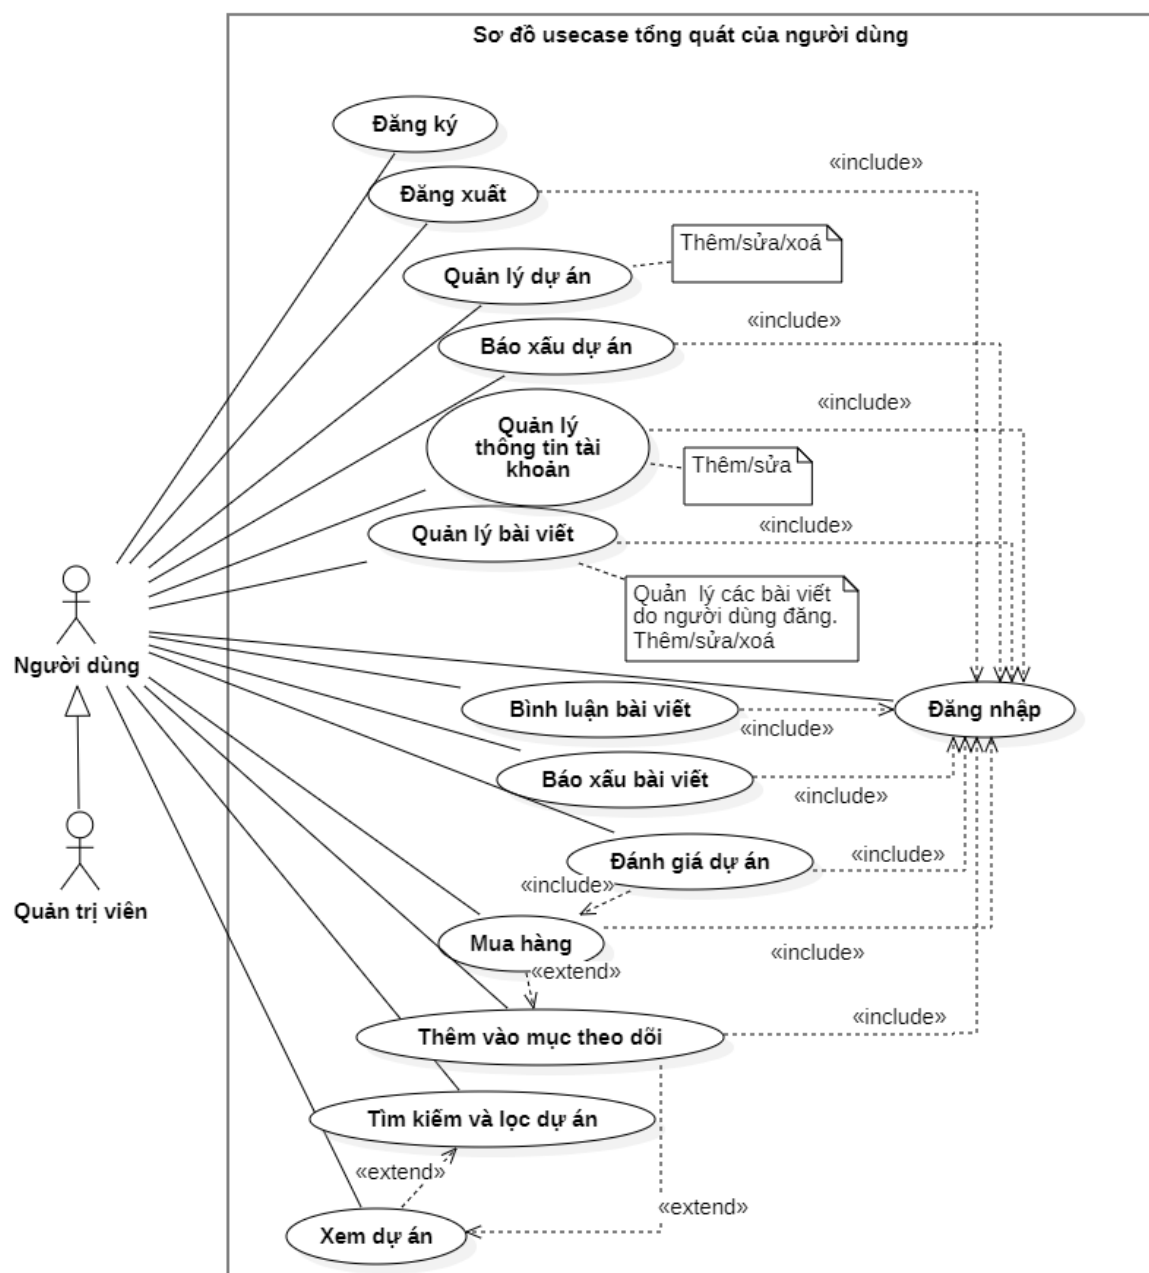 Sơ đồ usecase tổng quát của người dùng
Đăng ký
«include»
Đăng xuất
Thêm/sửa/xoá
Quản lý dự án
«include»
Báo xấu dự án
«include»
Quản lý
thông tin tài
khoản
Thêm/sửa
«include»
Quản lý bài viết
Quản  lý các bài viết
do người dùng đăng.
Thêm/sửa/xoá
Người dùng
Bình luận bài viết
«include»
Đăng nhập
Báo xấu bài viết
«include»
Đánh giá dự án
«include»
«include»
Quản trị viên
Mua hàng
«include»
«extend»
«include»
Thêm vào mục theo dõi
Tìm kiếm và lọc dự án
«extend»
«extend»
Xem dự án